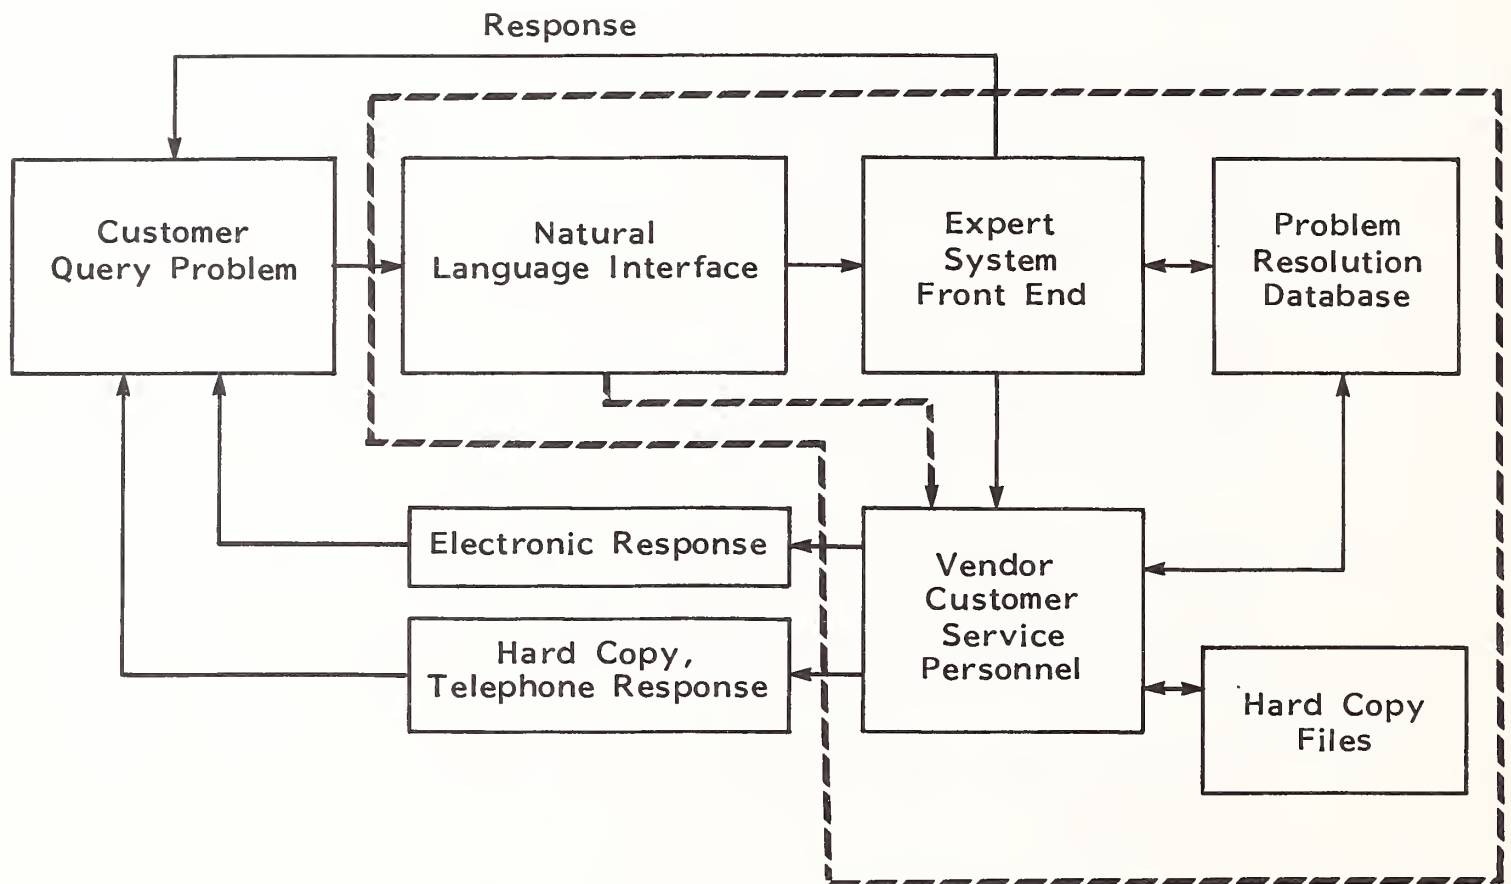 Response
Customer
Query Problem
Natural
Language Interface
Expert
System
Front End
Problem
Resolution
Database
Electronic Response
Hard Copy,
Telephone Response
Vendor
Customer
Service
Personnel
Hard Copy
Files